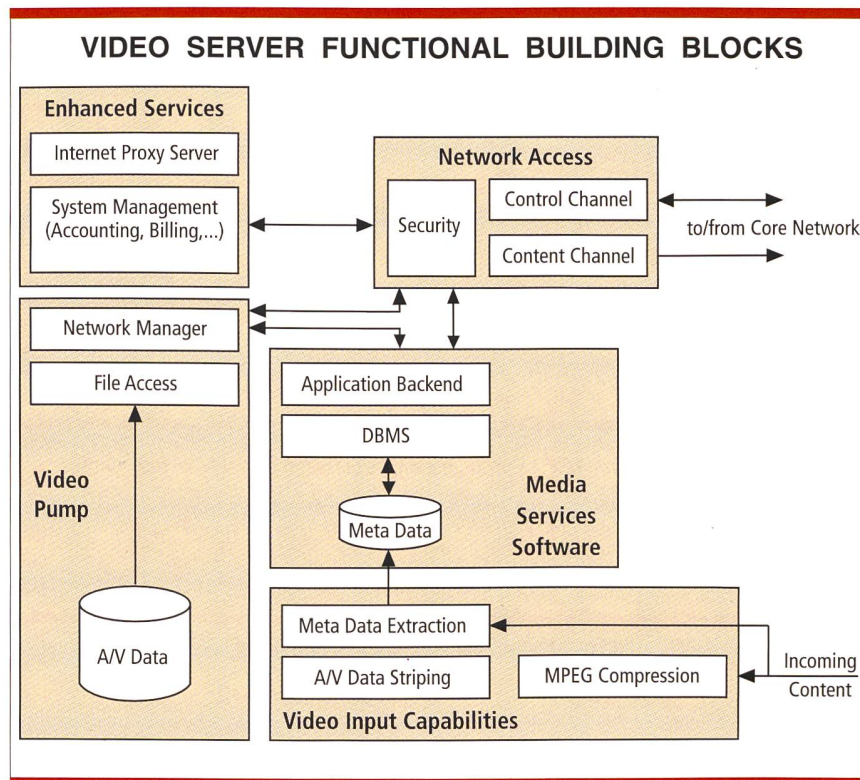 VIDEO SERVER FUNCTIONAL BUILDING BLOCKS
Enhanced Services
Internet Proxy Server
System Management
(Accounting, Billing,...)
Network Access
Security
Control Channel
Content Channel
to/from Core Network
Network Manager
File Access
Video
Pump
A/V Data
Application Backend
DBMS
Meta Data
Media
Services
Software
Meta Data Extraction
A/V Data Striping
MPEG Compression
Video Input Capabilities
Incoming
Content